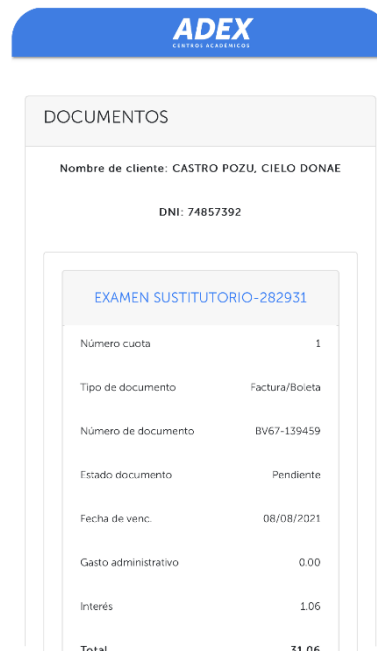 ADEX
CENTROS ACADEMICOS
DOCUMENTOS
Nombre de cliente: CASTRO POZU, CIELO DONAE
DNI: 74857392
EXAMEN SUSTITUTORIO-282931
Número cuota 1
Tipo de documento Factura/Boleta
Número de documento BV67-139459
Estado documento Pendiente
Fecha de venc. 08/08/2021
Gasto administrativo 0.00
Interés 1.06
Total 31.06